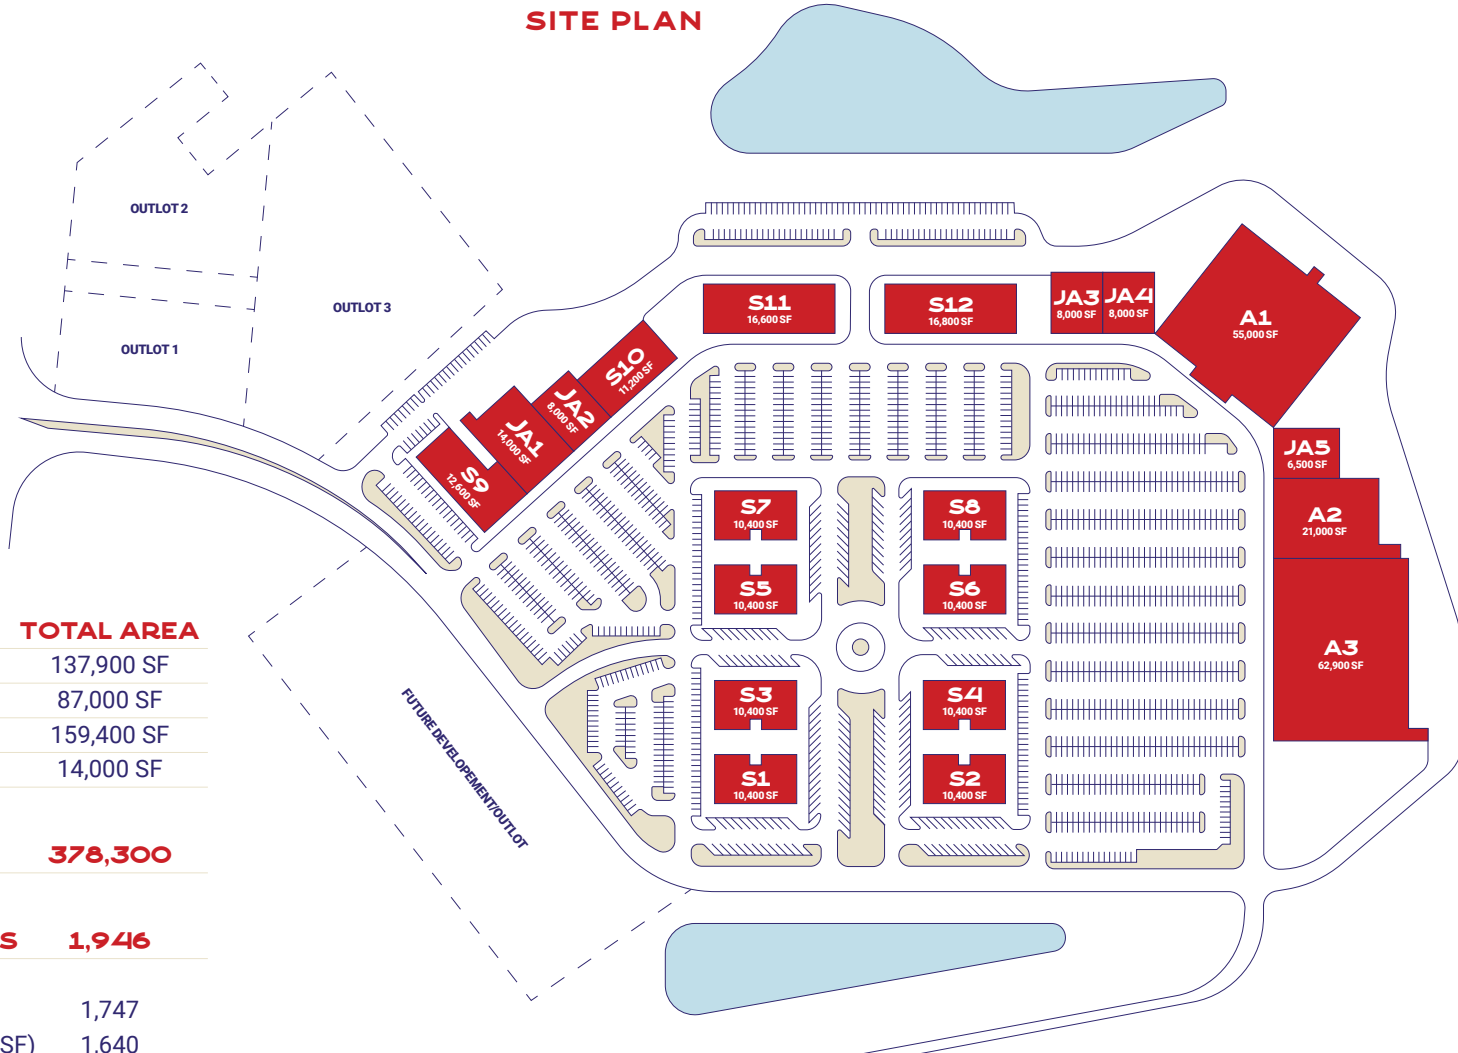 SITE PLAN
OUTLOT 2
OUTLOT 3
OUTLOT 1
S11
16,600 SF
S12
16,800 SF
JA3
8,000 SF
JA4
8,000 SF
A1
55,000 SF
S10
11,200 SF
JA2
8,000 SF
JA1
14,000 SF
S9
12,600 SF
JA5
6,500 SF
A2
21,000 SF
A3
62,900 SF
S7
10,400 SF
S8
10,400 SF
S5
10,400 SF
S6
10,400 SF
S3
10,400 SF
S4
10,400 SF
S1
10,400 SF
S2
10,400 SF
FUTURE DEVELOPEMENT/OUTLOT
TOTAL AREA
137,900 SF
87,000 SF
159,400 SF
14,000 SF
378,300
S 1,946
1,747
SF) 1,640